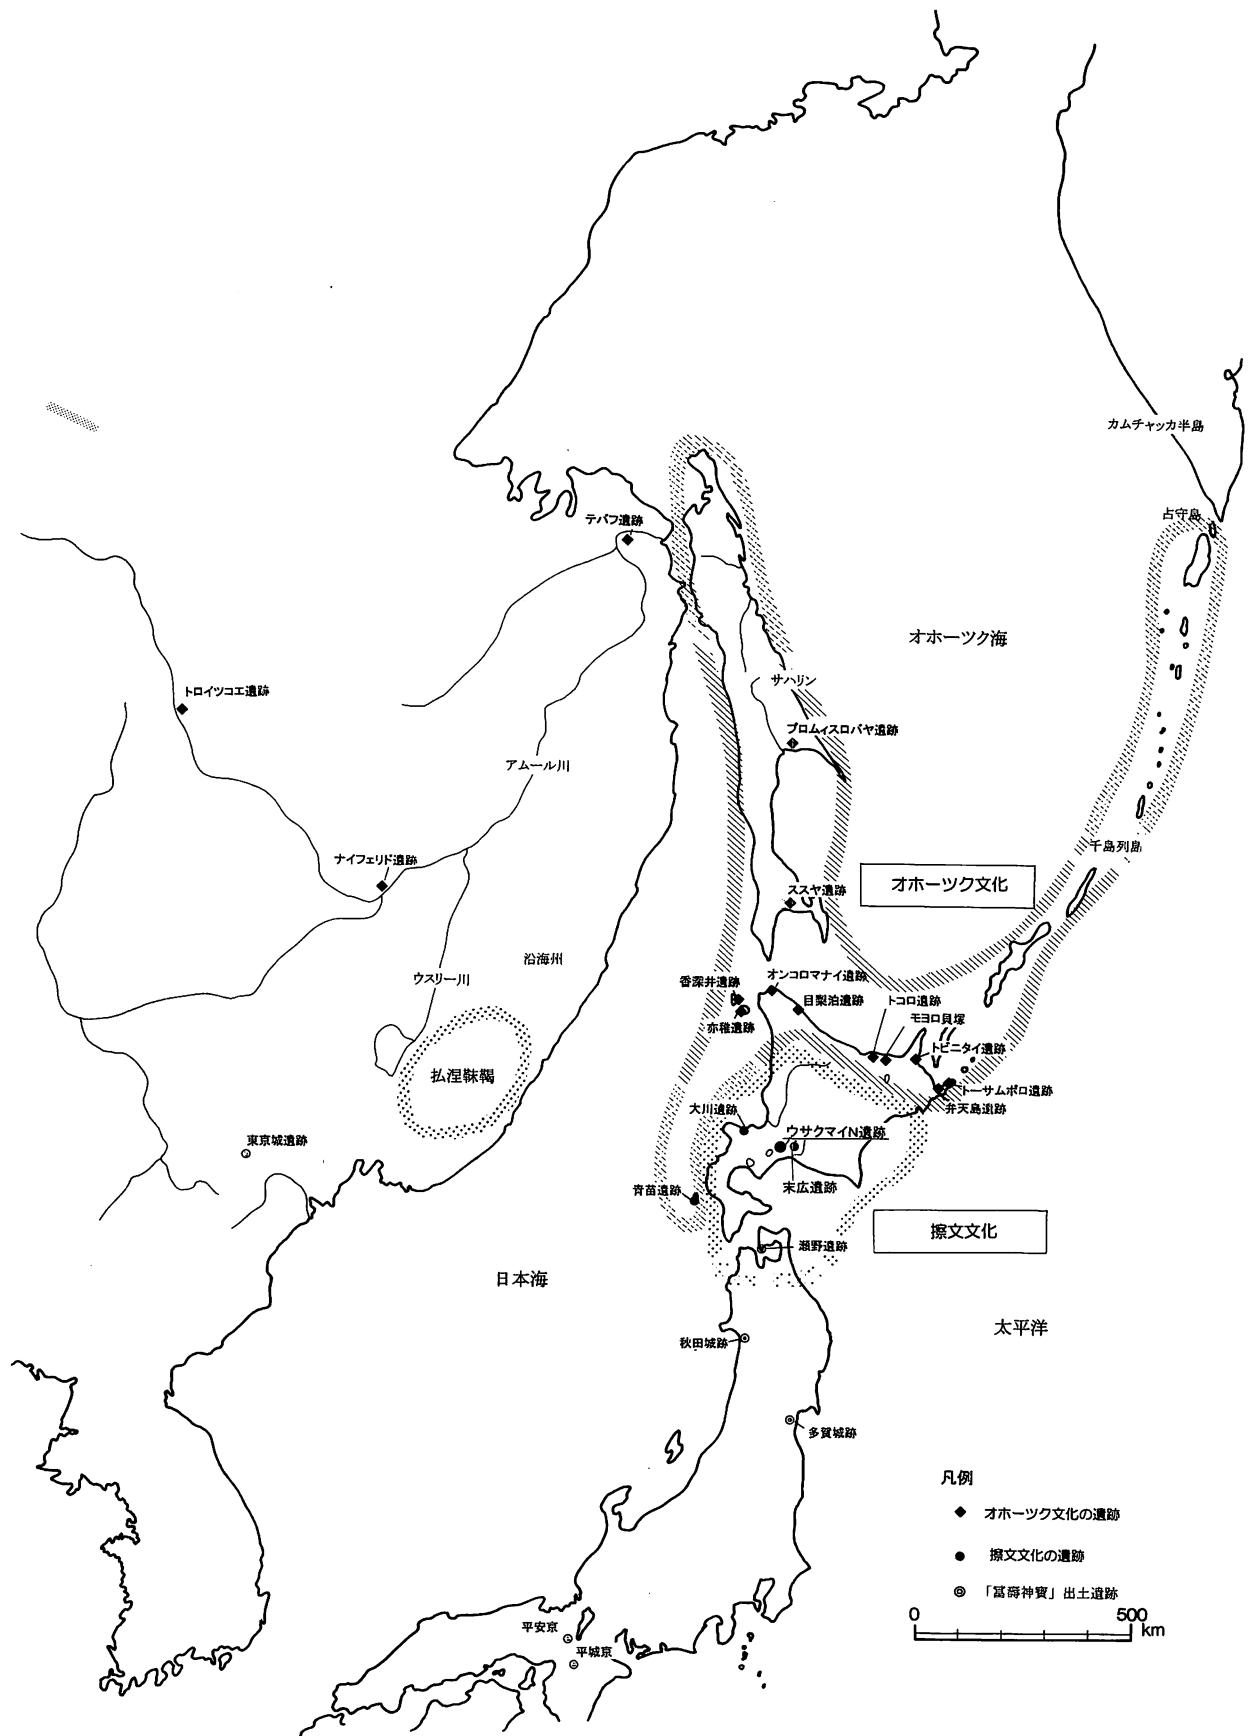 カムチャッカ半島
占守島
テバフ遺跡
オホーツク海
サハリン
トロイツコエ遺跡
プロムィスロバヤ遺跡
アムール川
千島列島
ナイフェリド遺跡
オホーツク文化
ススヤ遺跡
沿海州
ウスリー川
香深井遺跡
オンコロマナイ遺跡
目梨泊遺跡
トコロ遺跡
モヨロ貝塚
亦稚遺跡
トビニタイ遺跡
払涅靺鞨
トーサムポロ遺跡
弁天島遺跡
大川遺跡
ウサクマイN遺跡
東京城遺跡
末広遺跡
青苗遺跡
擦文文化
瀬野遺跡
日本海
太平洋
秋田城跡
多賀城跡
凡例
オホーツク文化の遺跡
擦文文化の遺跡
「冨壽神寳」出土遺跡
0 500
km
平安京
平城京